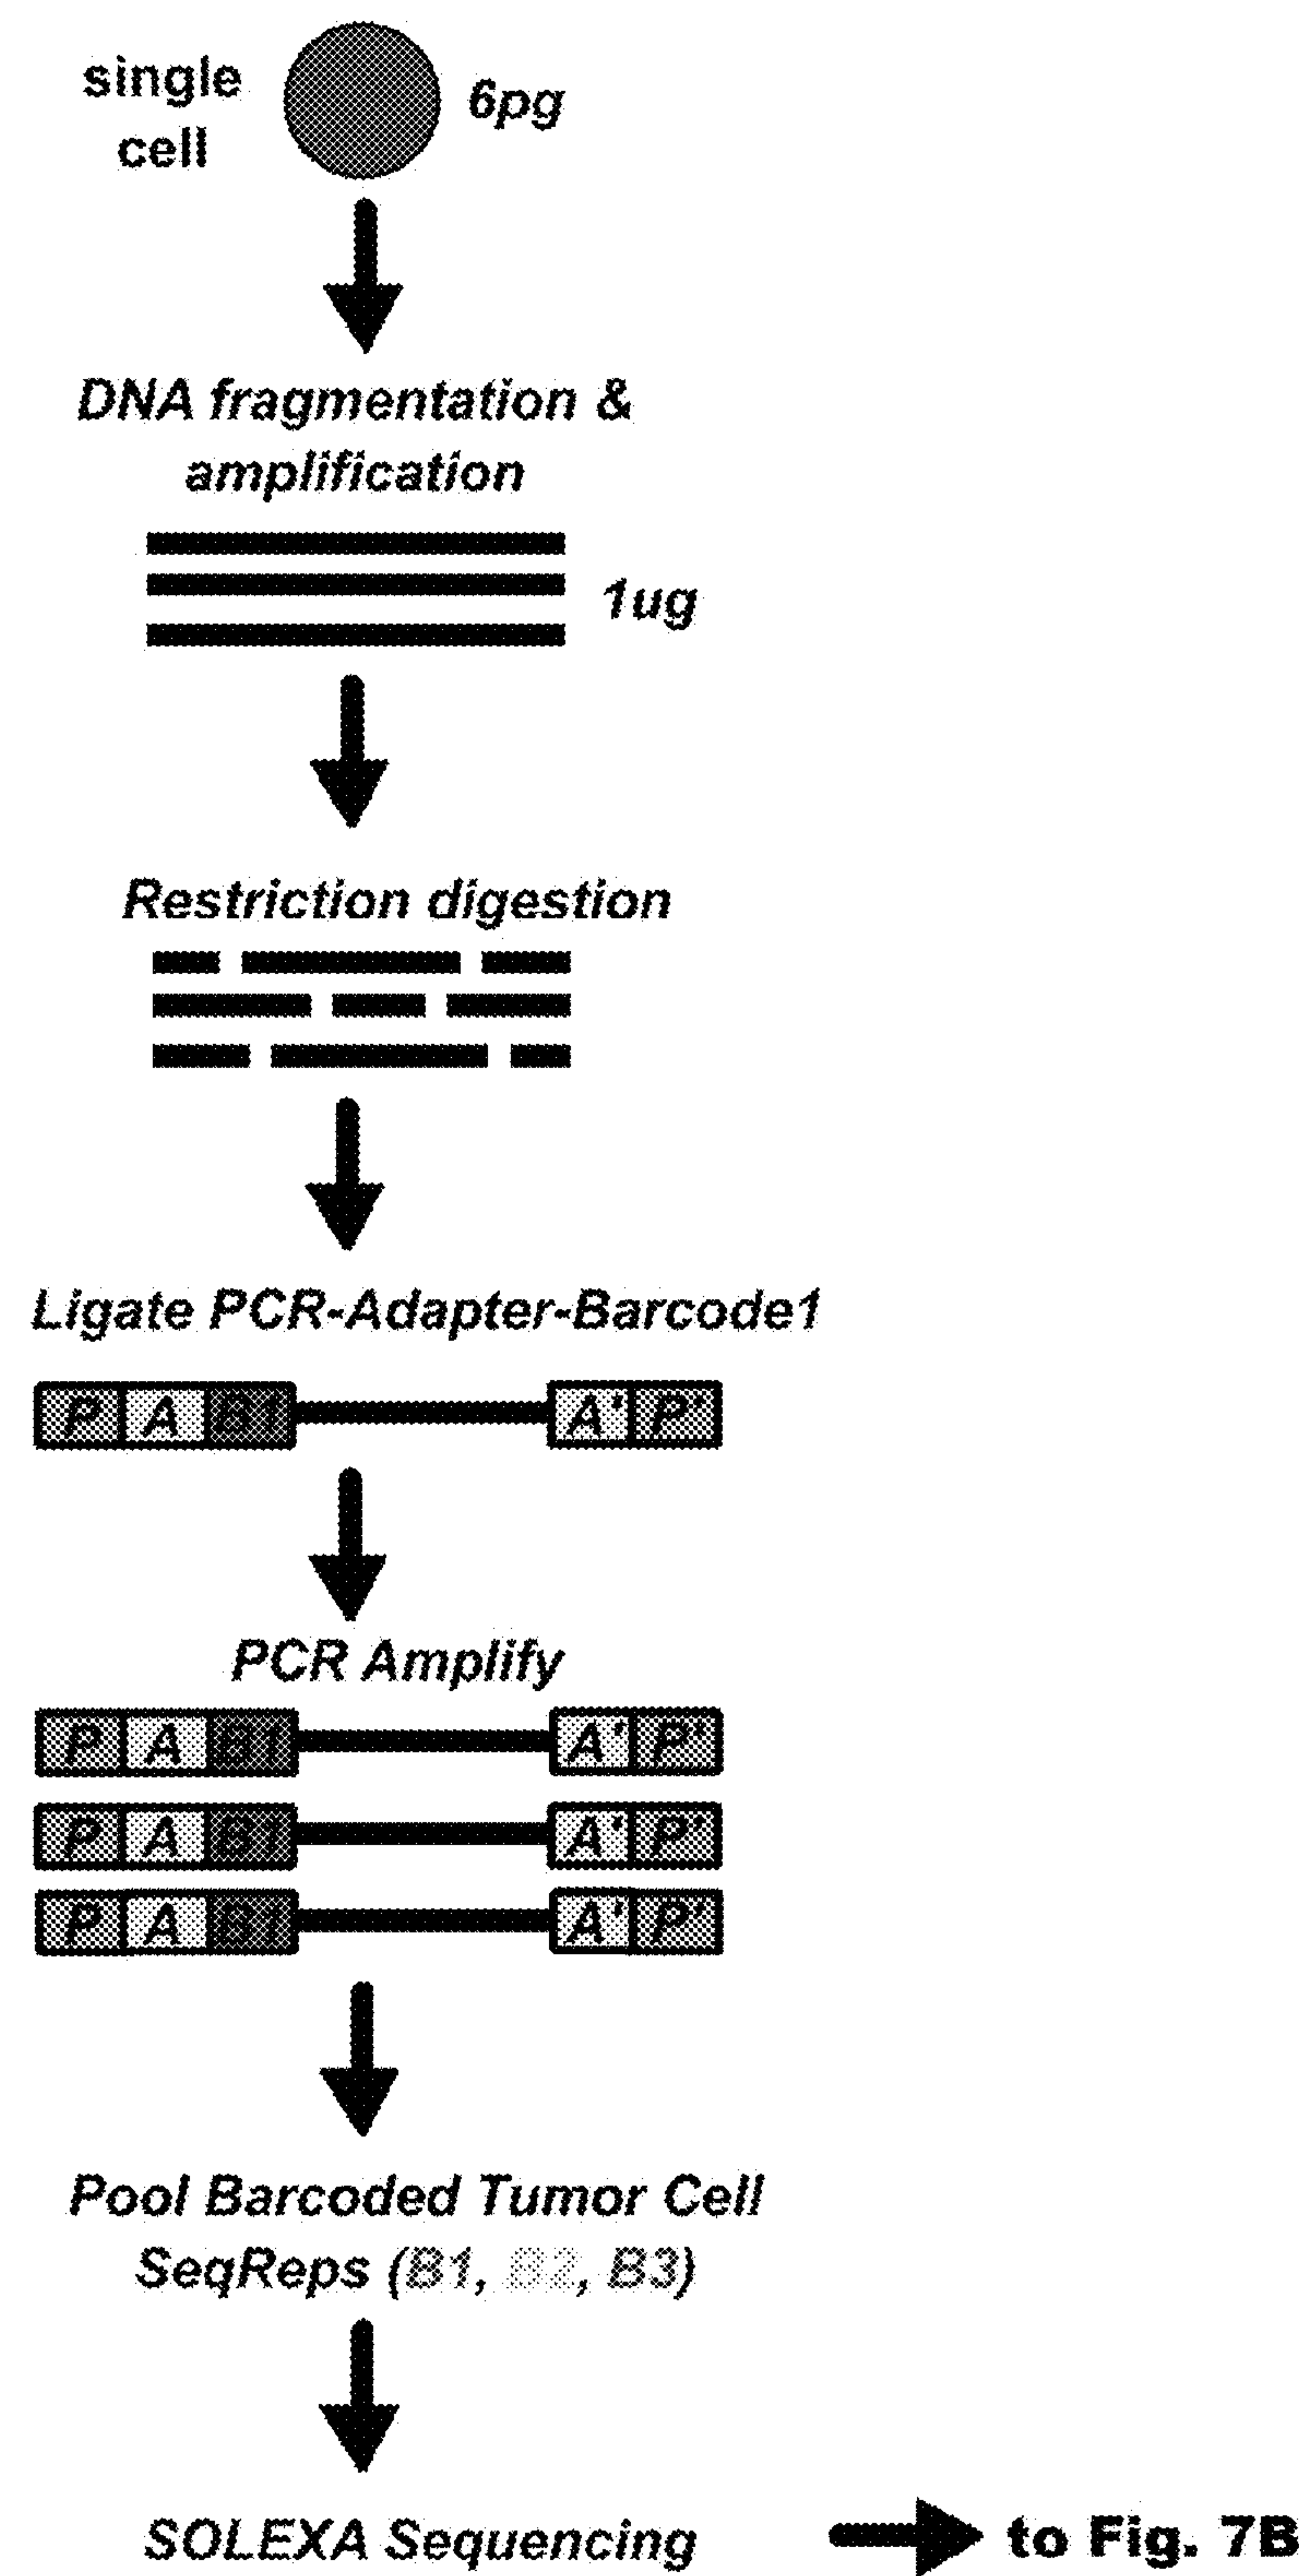 single
cell
6pg
DNA fragmentation &
amplification
1ug
Restriction digestion
Ligate PCR-Adapter-Barcode1
P A B1 A' P'
PCR Amplify
P A B1 A' P'
P A B1 A' P'
P A B1 A' P'
Pool Barcoded Tumor Cell
SeqReps (B1, B2, B3)
SOLEXA Sequencing
to Fig. 7B